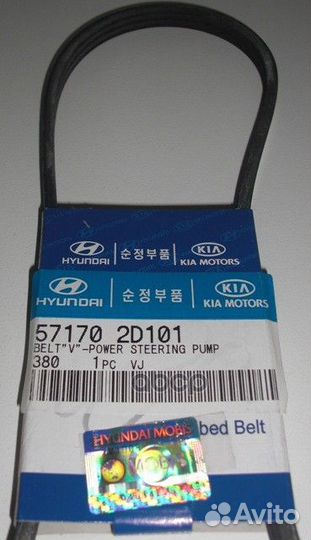 HYUNDAI 순정부품 KIA MOTORS
HYUNDAI 순정부품 KIA MOTORS
57170 2D101
BELT"V"-POWER STEERING PUMP
380 1PC VJ
bed Belt
HYUNDAI MOBIS
Avito